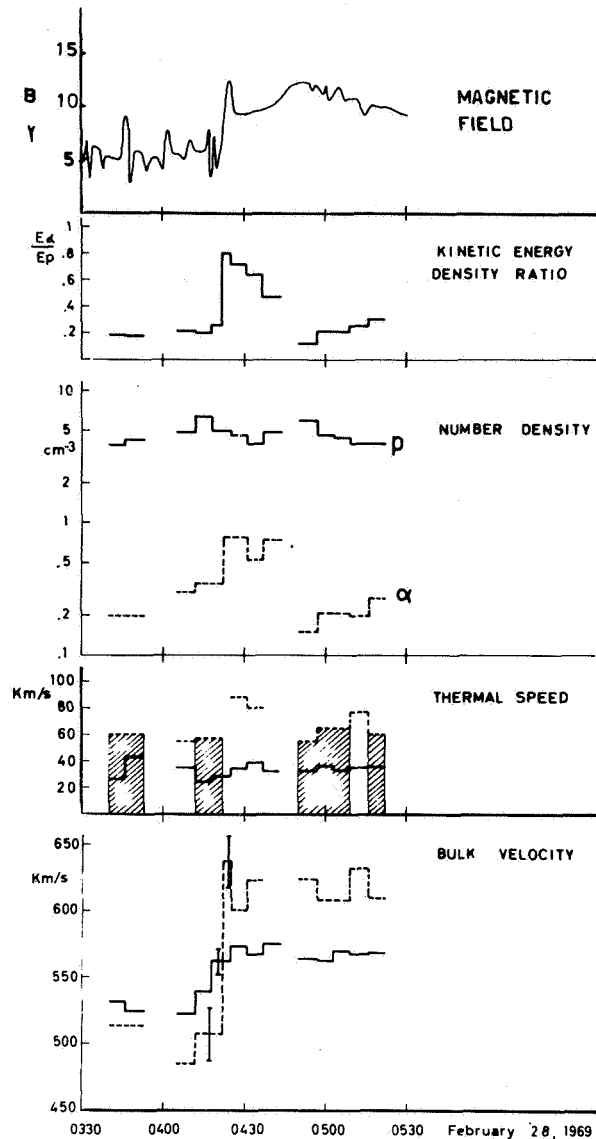 15
B 10
γ
5
MAGNETIC
FIELD
Eα
Ep
1
.8
.6
.4
.2
KINETIC ENERGY
DENSITY RATIO
10
5
cm-3
2
1
.5
.2
.1
NUMBER DENSITY
p
α
Km/s
100
80
60
40
20
THERMAL SPEED
650
Km/s
600
550
500
450
BULK VELOCITY
0330 0400 0430 0500 0530 February 28, 1969